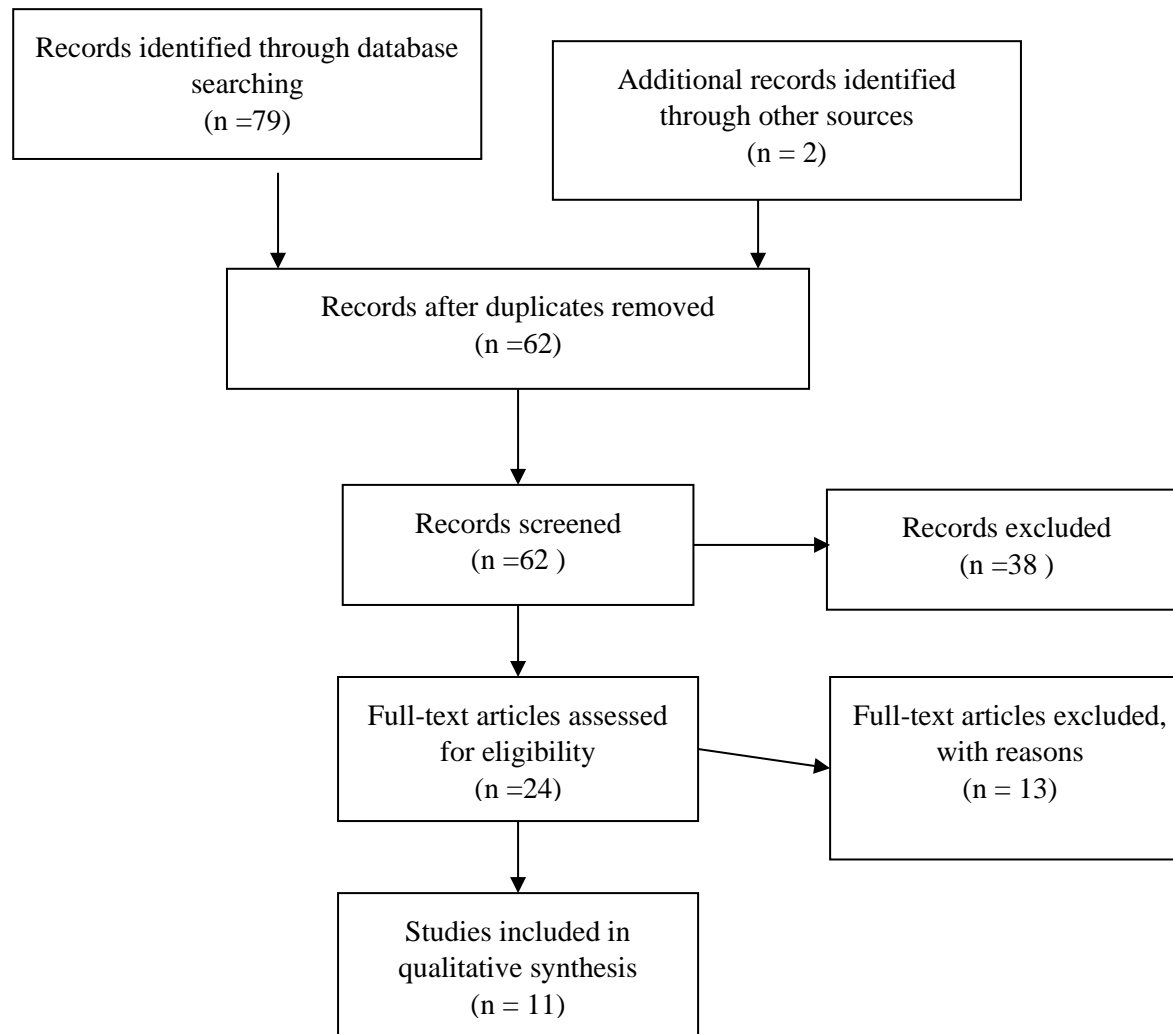 Records identified through database
searching
(n =79)
Additional records identified
through other sources
(n = 2)
Records after duplicates removed
(n =62)
Records screened
(n =62 )
Records excluded
(n =38 )
Full-text articles assessed
for eligibility
(n =24)
Full-text articles excluded,
with reasons
(n = 13)
Studies included in
qualitative synthesis
(n = 11)